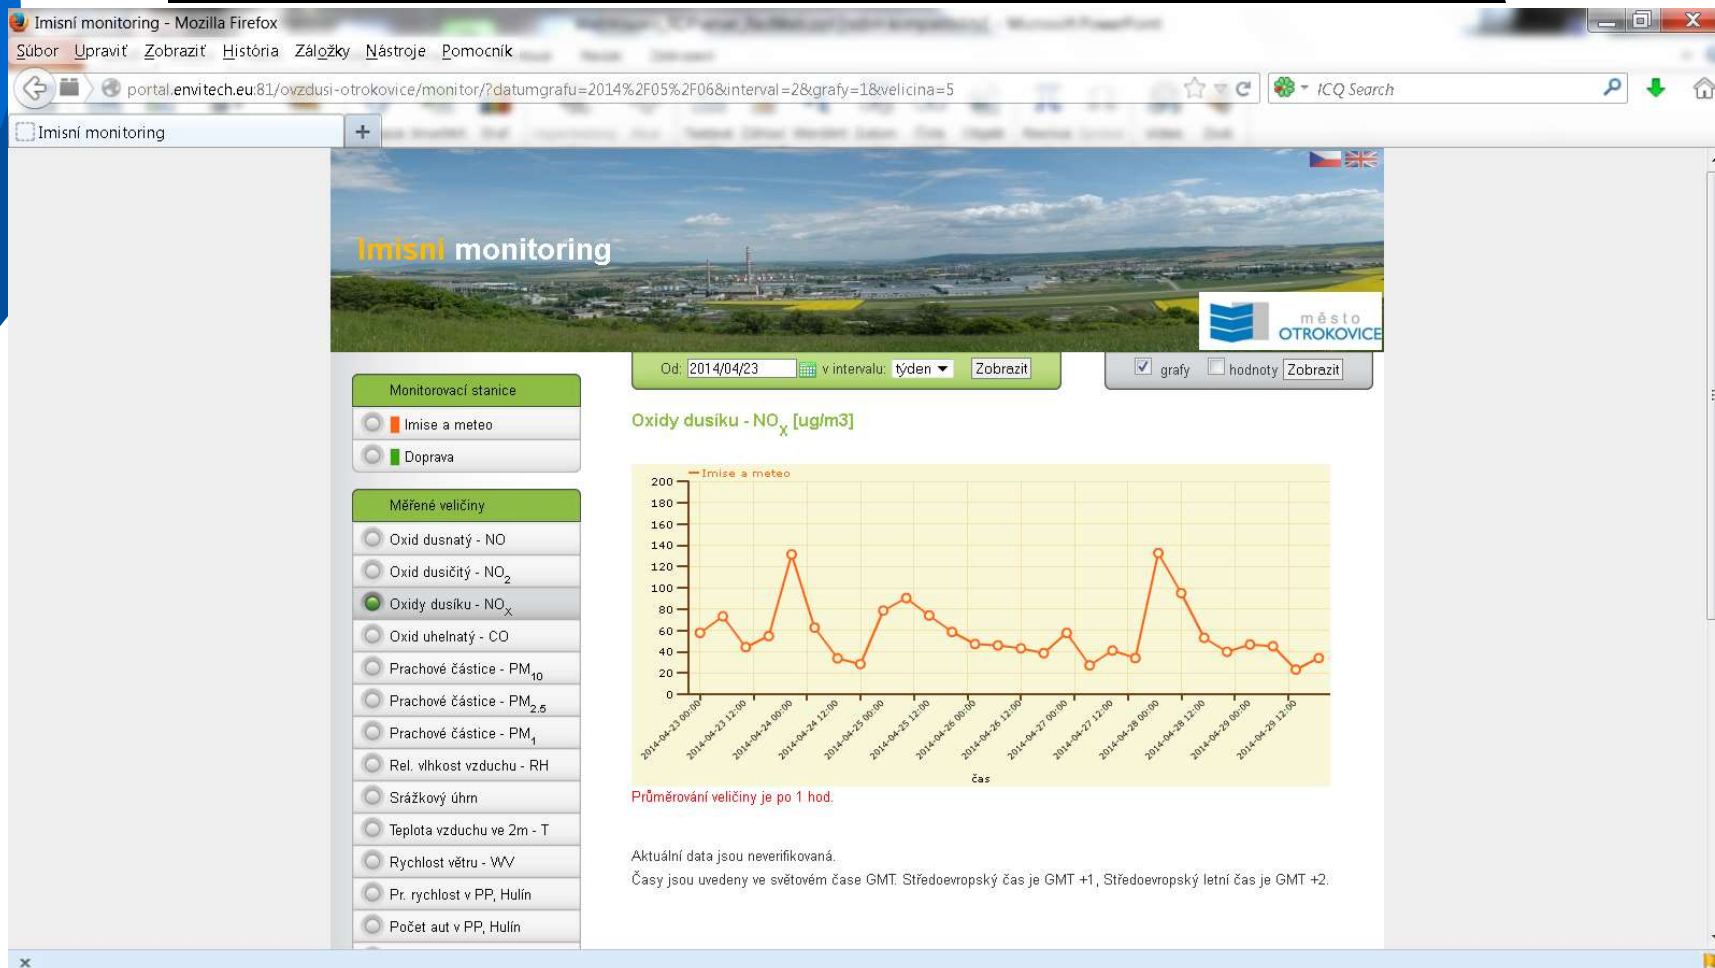 Imisní monitoring - Mozilla Firefox
Súbor Upraviť Zobraziť História Záložky Nástroje Pomocník
portal.envitech.eu:81/ovzdusi-otrokovice/monitor/?datumgrafu=2014%2F05%2F06&interval=2&grafy=1&velicina=5
ICQ Search
Imisní monitoring
Imisní monitoring
město
OTROKOVICE
Od: 2014/04/23 v intervalu: týden Zobrazit
grafy hodnoty Zobrazit
Monitorovací stanice
Imise a meteo
Doprava
Měřené veličiny
Oxid dusnatý - NO
Oxid dusičitý - NO2
Oxidy dusíku - NOX
Oxid uhelnatý - CO
Prachové částice - PM10
Prachové částice - PM2.5
Prachové částice - PM1
Rel. vlhkost vzduchu - RH
Srážkový úhrn
Teplota vzduchu ve 2m - T
Rychlost větru - WV
Pr. rychlost v PP, Hulín
Počet aut v PP, Hulín
Oxidy dusíku - NOX [ug/m3]
Imise a meteo
200
180
160
140
120
100
80
60
40
20
0
2014-04-23 00:00
2014-04-23 12:00
2014-04-24 00:00
2014-04-24 12:00
2014-04-25 00:00
2014-04-25 12:00
2014-04-26 00:00
2014-04-26 12:00
2014-04-27 00:00
2014-04-27 12:00
2014-04-28 00:00
2014-04-28 12:00
2014-04-29 00:00
2014-04-29 12:00
čas
Průměrování veličiny je po 1 hod.
Aktuální data jsou neverifikovaná.
Časy jsou uvedeny ve světovém čase GMT. Středoevropský čas je GMT +1, Středoevropský letní čas je GMT +2.